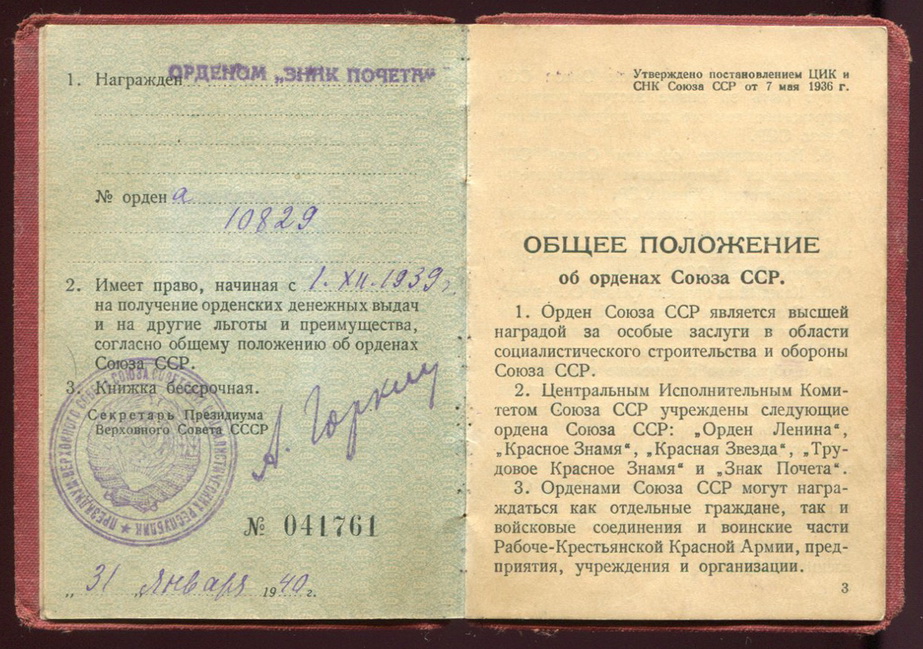 1. Награжден ОРДЕНОМ „ЗНАК ПОЧЕТА“
№ ордена
10829
2. Имеет право, начиная с 1.XII.1939г.
на получение орденских денежных выдач
и на другие льготы и преимущества,
согласно общему положению об орденах
Союза ССР.
3. Книжка бессрочная.
Секретарь Президиума
Верховного Совета СССР
А. Горкин
№ 041761
„ 31 „ Января 1940 г.
Утверждено постановлением ЦИК и
СНК Союза ССР от 7 мая 1936 г.
ОБЩЕЕ ПОЛОЖЕНИЕ
об орденах Союза ССР.
1. Орден Союза ССР является высшей
наградой за особые заслуги в области
социалистического строительства и обороны
Союза ССР.
2. Центральным Исполнительным Коми-
тетом Союза ССР учреждены следующие
ордена Союза ССР: „Орден Ленина“,
„Красное Знамя“, „Красная Звезда“, „Тру-
довое Красное Знамя“ и „Знак Почета“.
3. Орденами Союза ССР могут награ-
ждаться как отдельные граждане, так и
войсковые соединения и воинские части
Рабоче-Крестьянской Красной Армии, пред-
приятия, учреждения и организации.
3